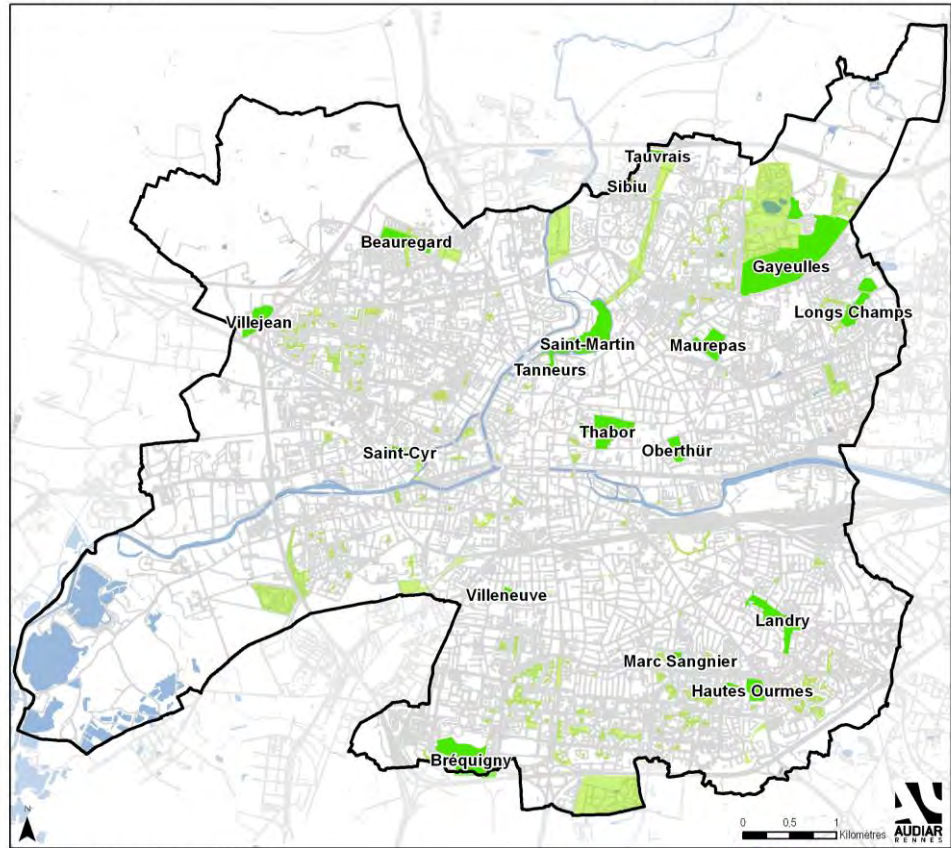 Tauvrais
Sibiu
Beauregard
Gayeulles
Longs Champs
Villejean
Saint-Martin
Maurepas
Tanneurs
Thabor
Oberthür
Saint-Cyr
Villeneuve
Landry
Marc Sangnier
Hautes Ourmes
Bréquigny
N
0 0,5 1
Kilomètres
AUDIAR
RENNES